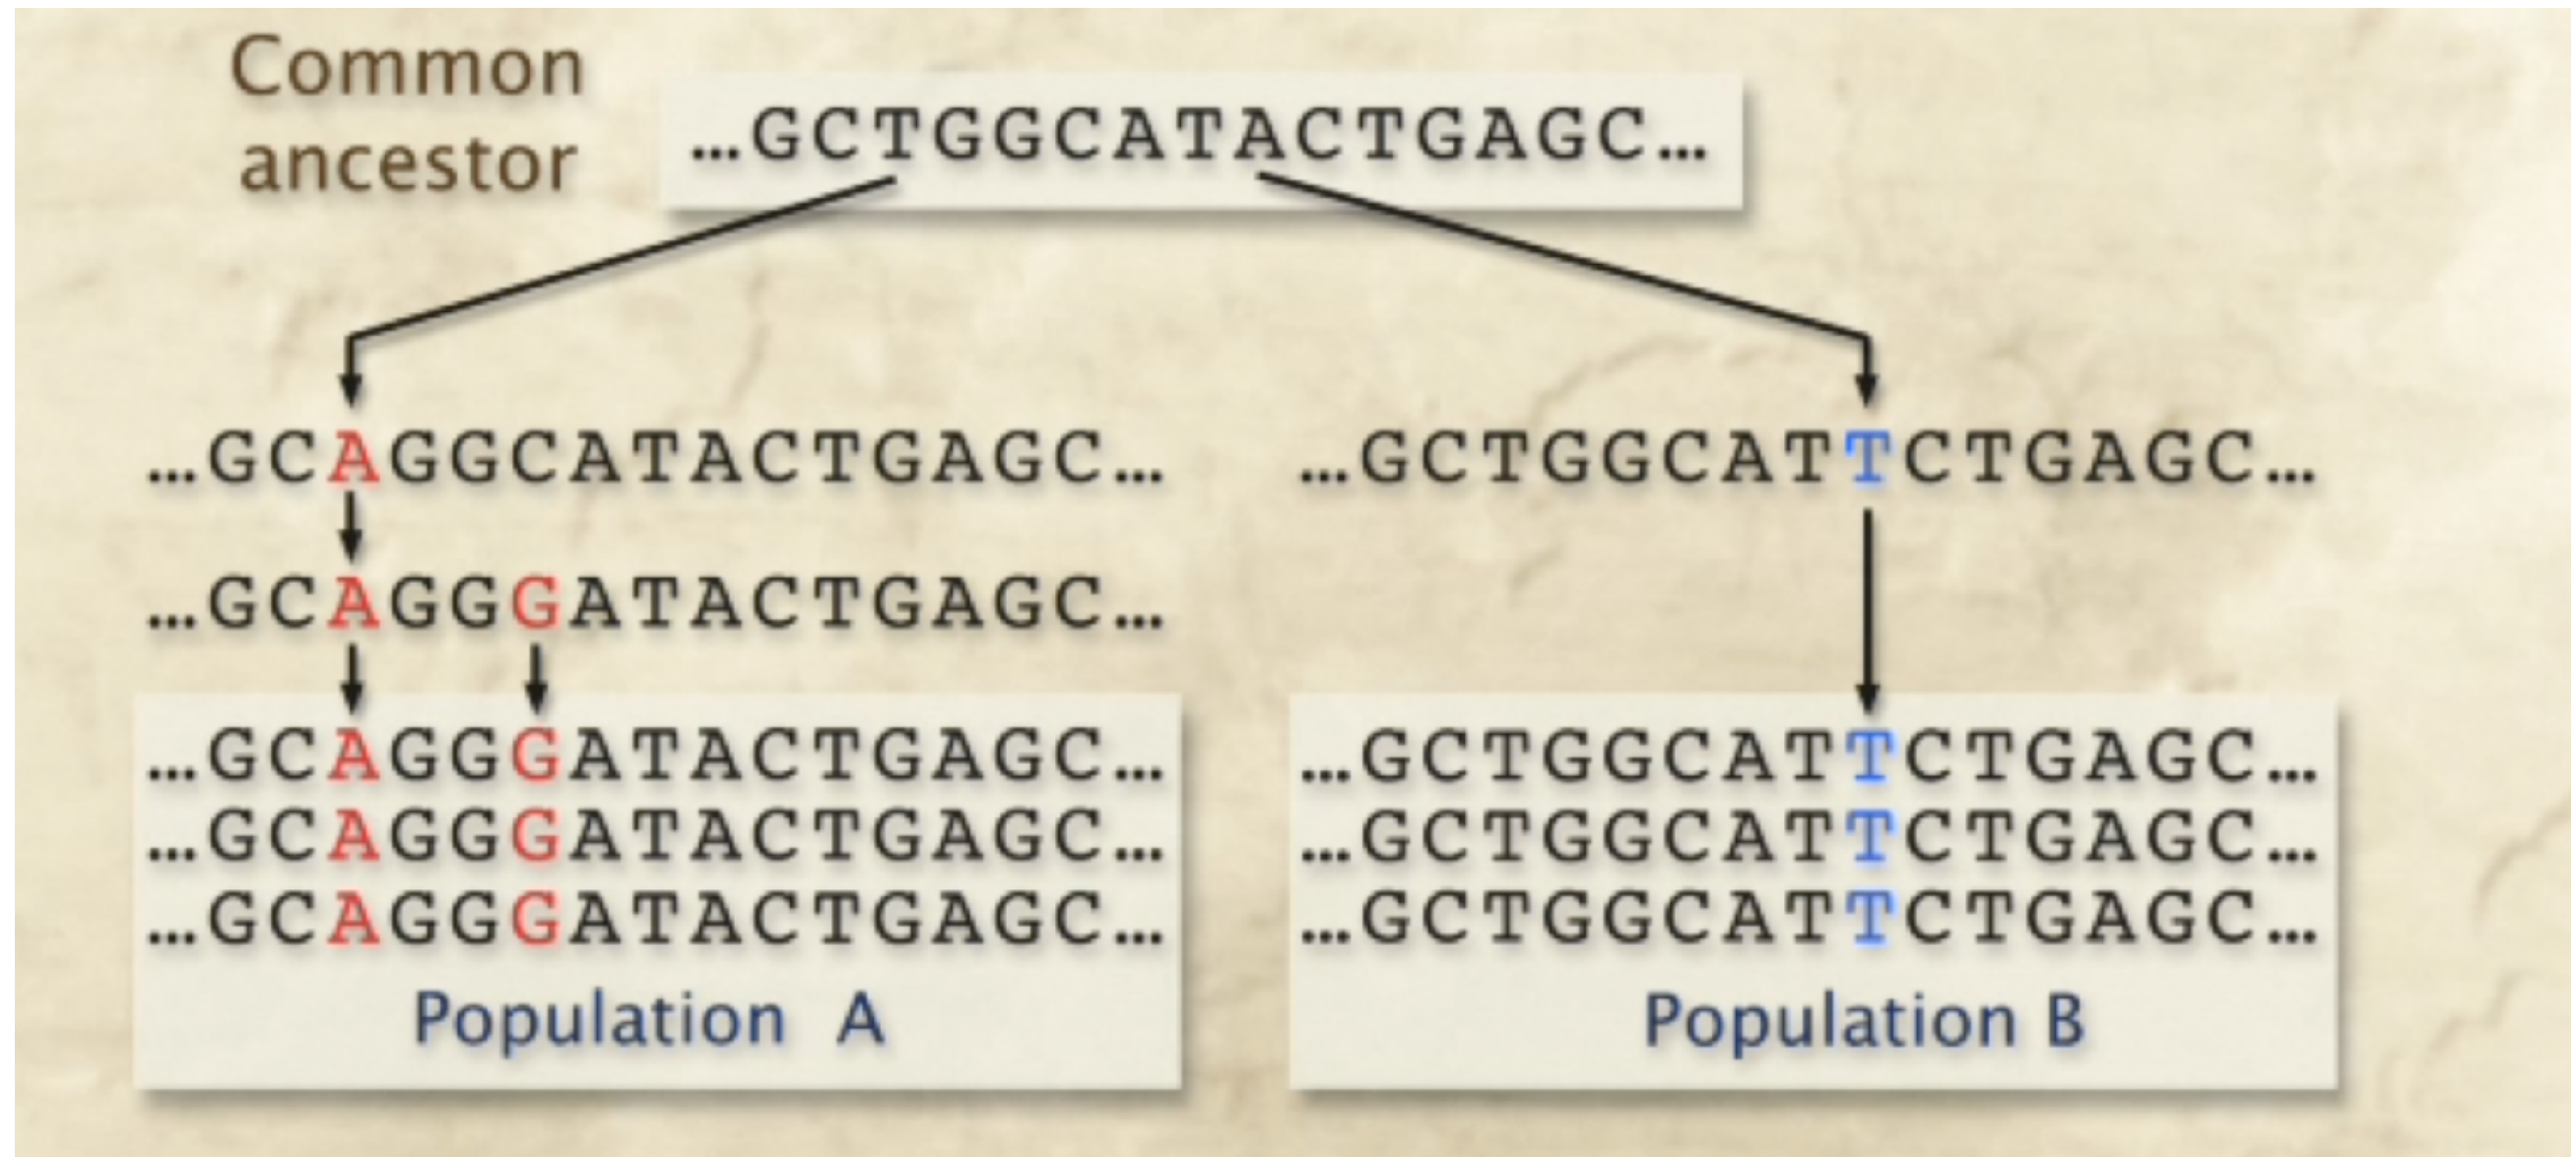 Common
ancestor
...GCTGGCATACTGAGC...
...GCAGGCATACTGAGC...
...GCTGGCATTCTGAGC...
...GCAGGGATACTGAGC...
...GCAGGGATACTGAGC...
...GCAGGGATACTGAGC...
...GCAGGGATACTGAGC...
Population A
...GCTGGCATTCTGAGC...
...GCTGGCATTCTGAGC...
...GCTGGCATTCTGAGC...
Population B